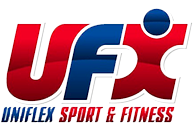 UFX
UNIFLEX SPORT & FITNESS